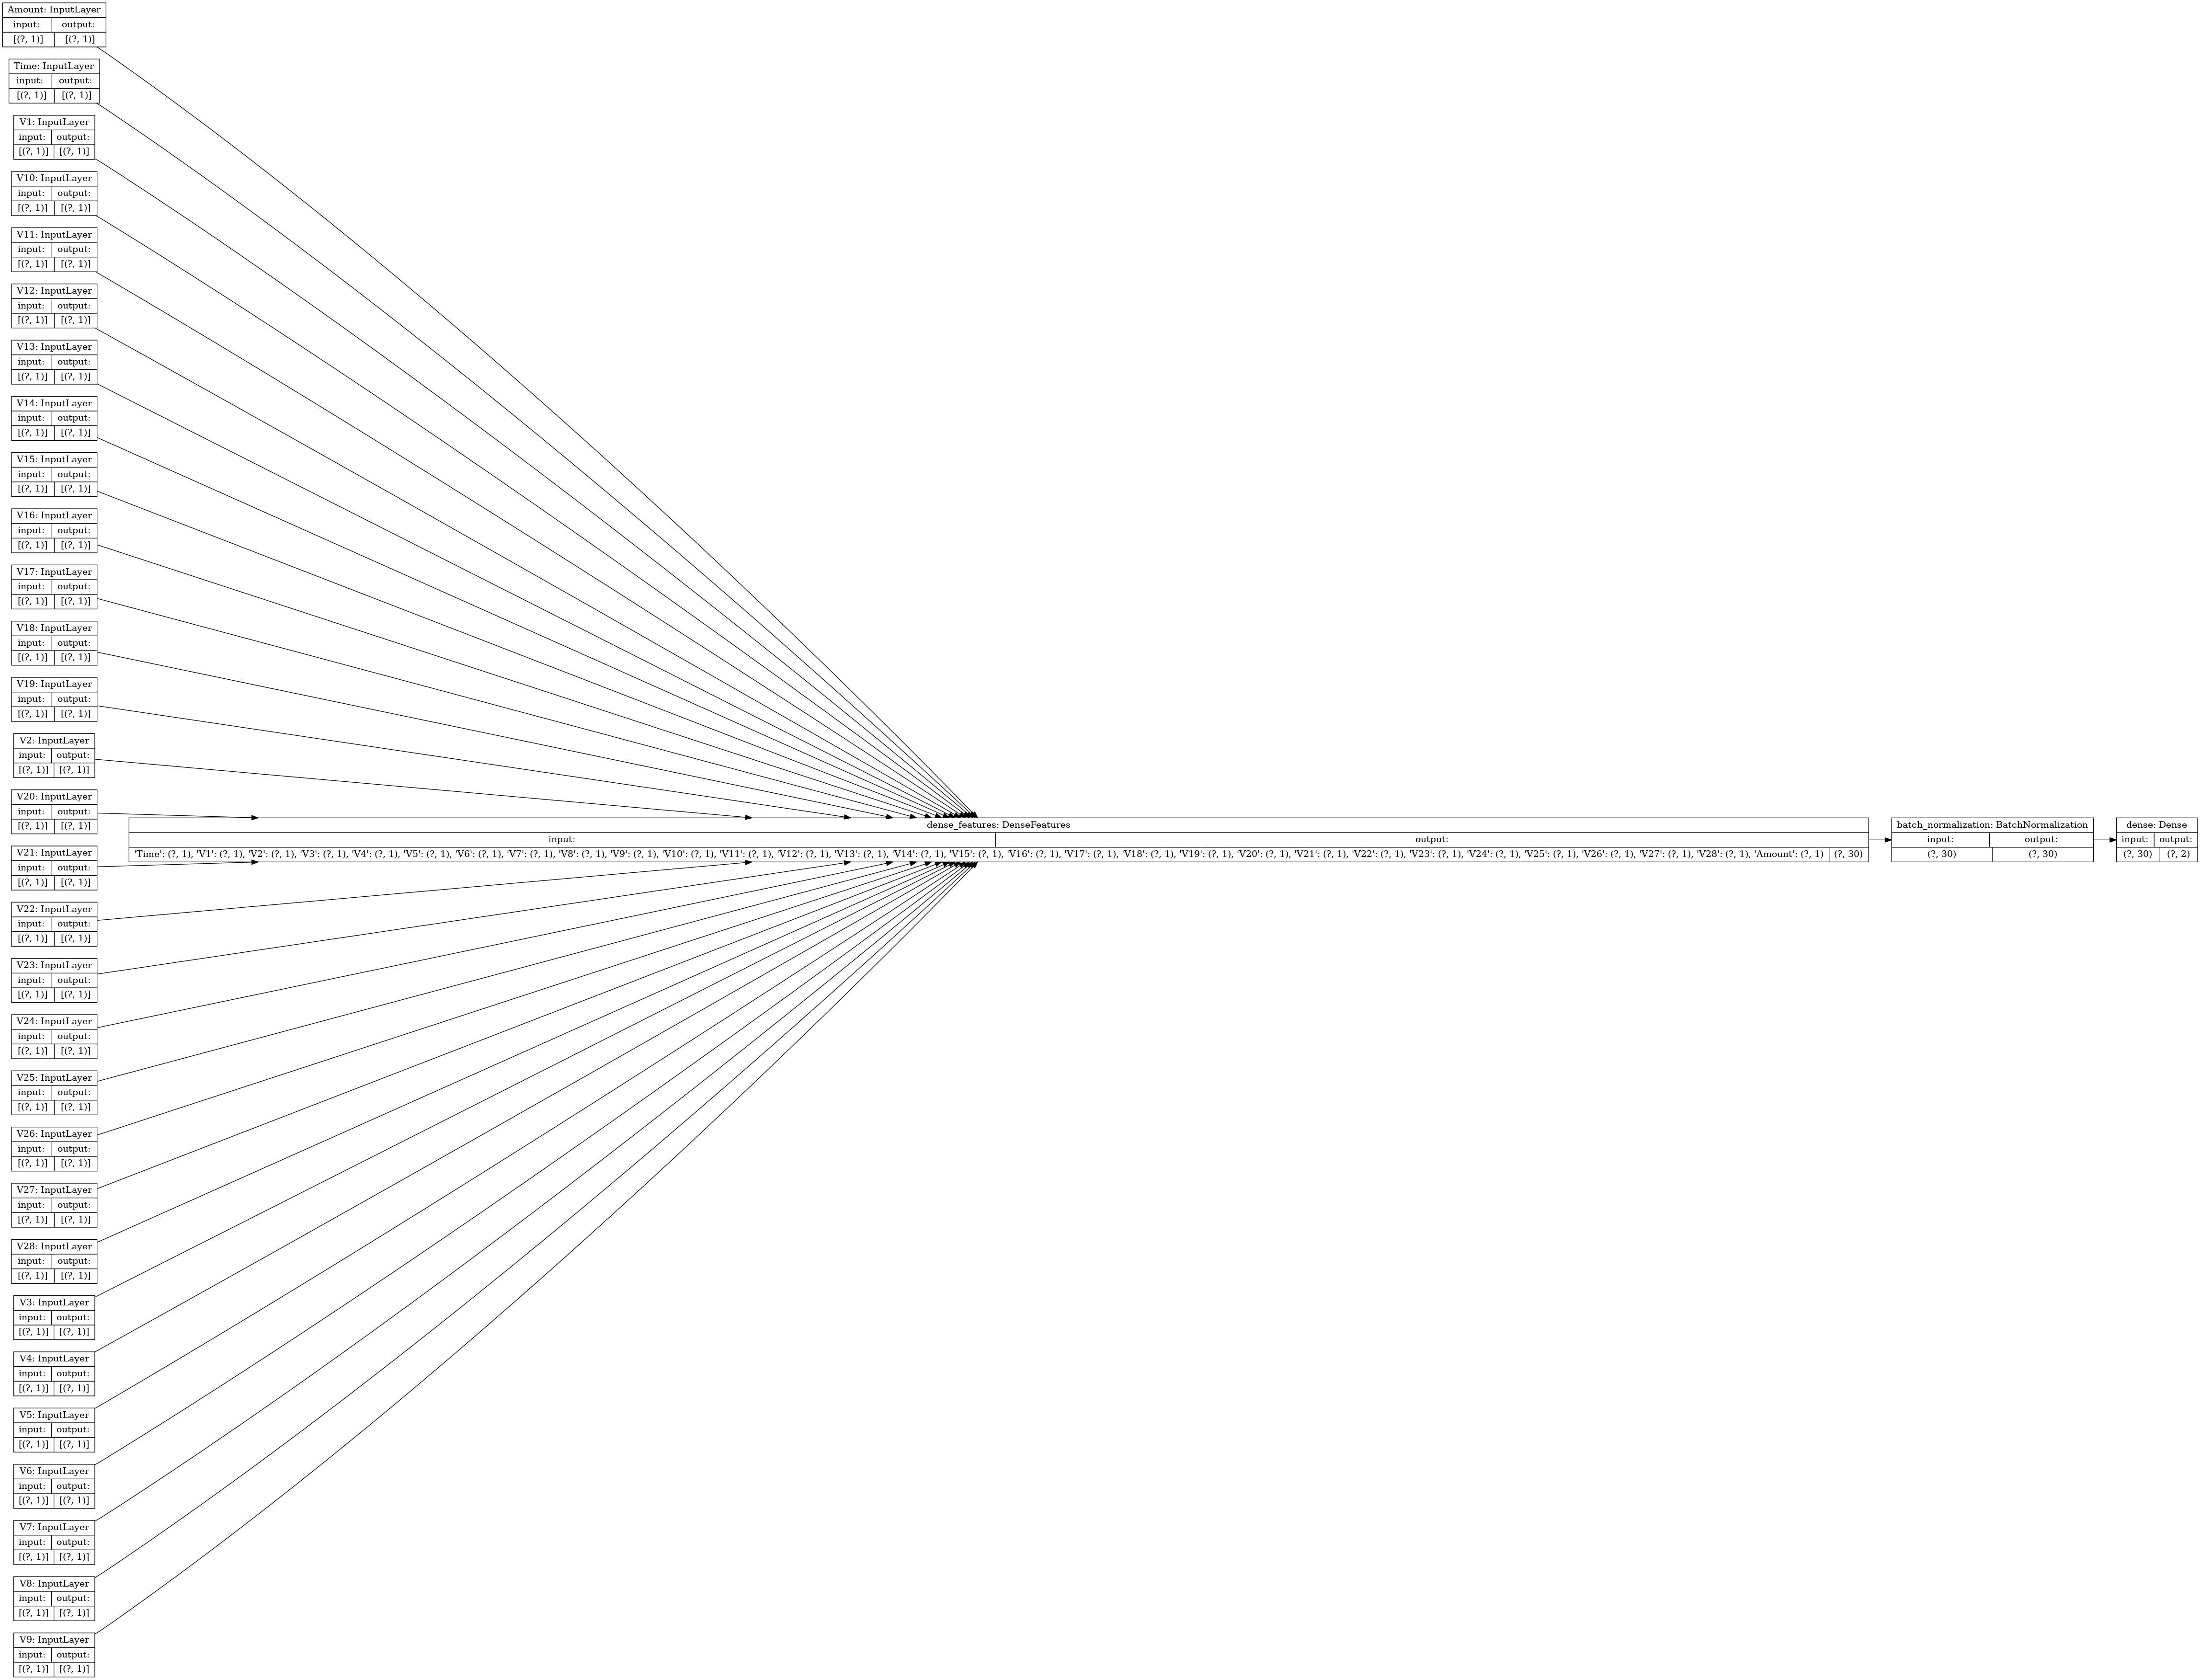 Amount: InputLayer
input: output:
[(?, 1)] [(?, 1)]
Time: InputLayer
input: output:
[(?, 1)] [(?, 1)]
V1: InputLayer
input: output:
[(?, 1)] [(?, 1)]
V10: InputLayer
input: output:
[(?, 1)] [(?, 1)]
V11: InputLayer
input: output:
[(?, 1)] [(?, 1)]
V12: InputLayer
input: output:
[(?, 1)] [(?, 1)]
V13: InputLayer
input: output:
[(?, 1)] [(?, 1)]
V14: InputLayer
input: output:
[(?, 1)] [(?, 1)]
V15: InputLayer
input: output:
[(?, 1)] [(?, 1)]
V16: InputLayer
input: output:
[(?, 1)] [(?, 1)]
V17: InputLayer
input: output:
[(?, 1)] [(?, 1)]
V18: InputLayer
input: output:
[(?, 1)] [(?, 1)]
V19: InputLayer
input: output:
[(?, 1)] [(?, 1)]
V2: InputLayer
input: output:
[(?, 1)] [(?, 1)]
V20: InputLayer
input: output:
[(?, 1)] [(?, 1)]
V21: InputLayer
input: output:
[(?, 1)] [(?, 1)]
V22: InputLayer
input: output:
[(?, 1)] [(?, 1)]
V23: InputLayer
input: output:
[(?, 1)] [(?, 1)]
V24: InputLayer
input: output:
[(?, 1)] [(?, 1)]
V25: InputLayer
input: output:
[(?, 1)] [(?, 1)]
V26: InputLayer
input: output:
[(?, 1)] [(?, 1)]
V27: InputLayer
input: output:
[(?, 1)] [(?, 1)]
V28: InputLayer
input: output:
[(?, 1)] [(?, 1)]
V3: InputLayer
input: output:
[(?, 1)] [(?, 1)]
V4: InputLayer
input: output:
[(?, 1)] [(?, 1)]
V5: InputLayer
input: output:
[(?, 1)] [(?, 1)]
V6: InputLayer
input: output:
[(?, 1)] [(?, 1)]
V7: InputLayer
input: output:
[(?, 1)] [(?, 1)]
V8: InputLayer
input: output:
[(?, 1)] [(?, 1)]
V9: InputLayer
input: output:
[(?, 1)] [(?, 1)]
dense_features: DenseFeatures
input: output:
'Time': (?, 1), 'V1': (?, 1), 'V2': (?, 1), 'V3': (?, 1), 'V4': (?, 1), 'V5': (?, 1), 'V6': (?, 1), 'V7': (?, 1), 'V8': (?, 1), 'V9': (?, 1), 'V10': (?, 1), 'V11': (?, 1), 'V12': (?, 1), 'V13': (?, 1), 'V14': (?, 1), 'V15': (?, 1), 'V16': (?, 1), 'V17': (?, 1), 'V18': (?, 1), 'V19': (?, 1), 'V20': (?, 1), 'V21': (?, 1), 'V22': (?, 1), 'V23': (?, 1), 'V24': (?, 1), 'V25': (?, 1), 'V26': (?, 1), 'V27': (?, 1), 'V28': (?, 1), 'Amount': (?, 1) (?, 30)
batch_normalization: BatchNormalization
input: output:
(?, 30) (?, 30)
dense: Dense
input: output:
(?, 30) (?, 2)